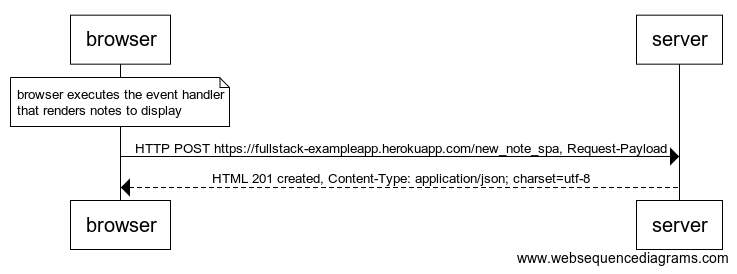 browser
server
browser executes the event handler
that renders notes to display
HTTP POST https://fullstack-exampleapp.herokuapp.com/new_note_spa, Request-Payload
HTML 201 created, Content-Type: application/json; charset=utf-8
browser
server
www.websequencediagrams.com